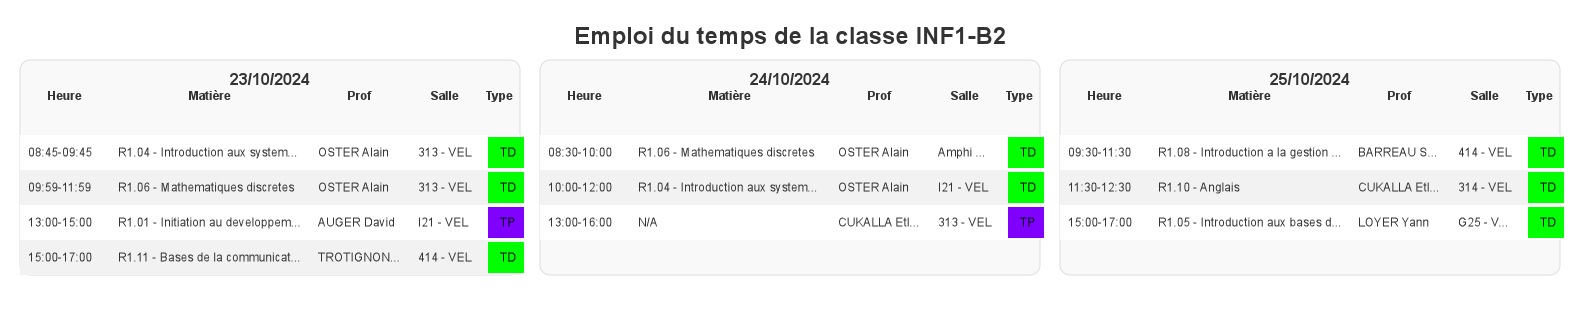 Emploi du temps de la classe INF1-B2
23/10/2024
Heure Matière Prof Salle Type
08:45-09:45 R1.04 - Introduction aux system... OSTER Alain 313 - VEL TD
09:59-11:59 R1.06 - Mathematiques discretes OSTER Alain 313 - VEL TD
13:00-15:00 R1.01 - Initiation au developpem... AUGER David I21 - VEL TP
15:00-17:00 R1.11 - Bases de la communicat... TROTIGNON... 414 - VEL TD
24/10/2024
Heure Matière Prof Salle Type
08:30-10:00 R1.06 - Mathematiques discretes OSTER Alain Amphi ... TD
10:00-12:00 R1.04 - Introduction aux system... OSTER Alain I21 - VEL TD
13:00-16:00 N/A CUKALLA Etl... 313 - VEL TP
25/10/2024
Heure Matière Prof Salle Type
09:30-11:30 R1.08 - Introduction a la gestion ... BARREAU S... 414 - VEL TD
11:30-12:30 R1.10 - Anglais CUKALLA Etl... 314 - VEL TD
15:00-17:00 R1.05 - Introduction aux bases d... LOYER Yann G25 - V... TD